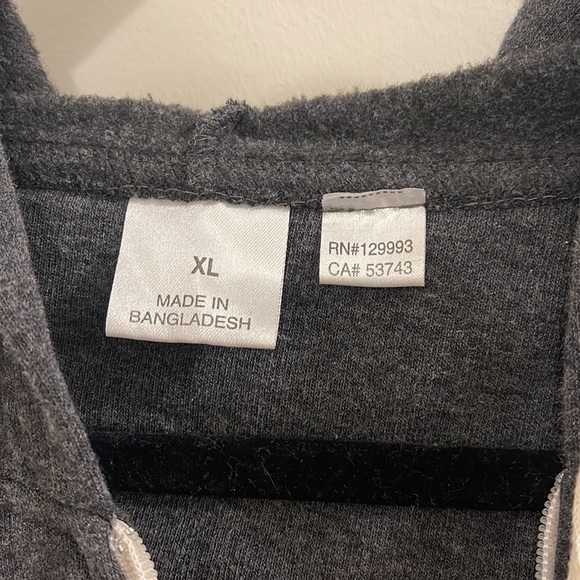 XL
MADE IN
BANGLADESH
RN#129993
CA# 53743